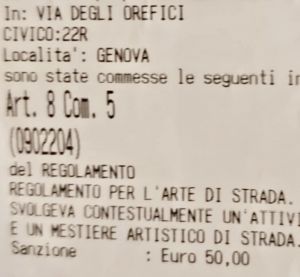 In: VIA DEGLI OREFICI
CIVICO:22R
Localita': GENOVA
sono state commesse le seguenti in
Art. 8 Com. 5
(0902204)
del REGOLAMENTO
REGOLAMENTO PER L'ARTE DI STRADA.
SVOLGEVA CONTESTUALMENTE UN'ATTIVI
E UN MESTIERE ARTISTICO DI STRADA.
Sanzione : Euro 50,00